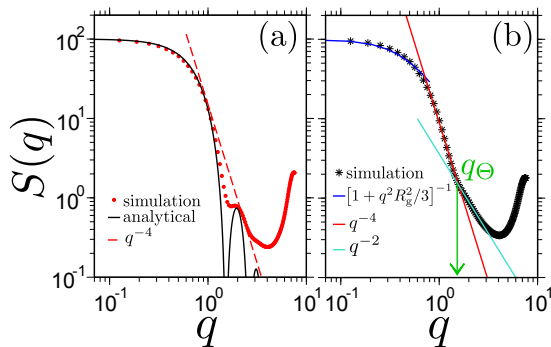 (a)
(b)
S(q)
10^2
10^1
10^0
10^-1
simulation
analytical
q^-4
q_Θ
simulation
[1 + q^2 R_g^2/3]^-1
q^-4
q^-2
10^-1 10^0 10^1
10^-1 10^0 10^1
q
q